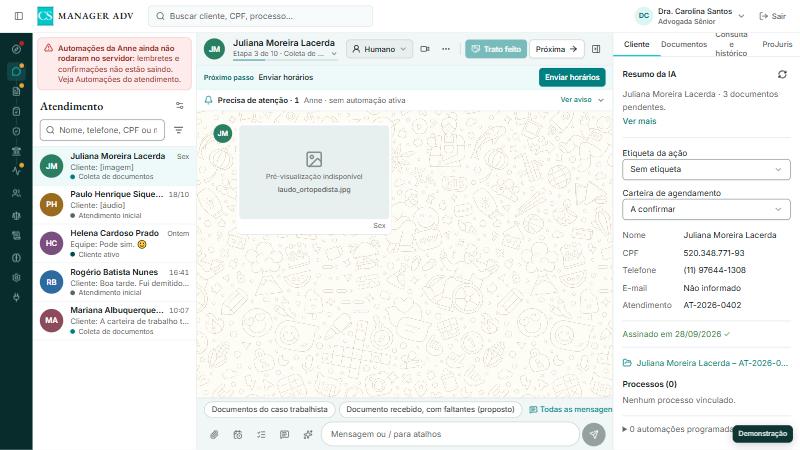 CS MANAGER ADV
Buscar cliente, CPF, processo...
DC
Dra. Carolina Santos
Advogada Sênior
Sair
Automações da Anne ainda não
rodaram no servidor: lembretes e
confirmações não estão saindo.
Veja Automações do atendimento.
Atendimento
Nome, telefone, CPF ou n
JM
Juliana Moreira Lacerda
Sex
Cliente: [imagem]
Coleta de documentos
PH
Paulo Henrique Sique...
18/10
Cliente: [áudio]
Atendimento inicial
HC
Helena Cardoso Prado
Ontem
Equipe: Pode sim. 🙂
Cliente ativo
RB
Rogério Batista Nunes
16:41
Cliente: Boa tarde. Fui demitido...
Atendimento inicial
MA
Mariana Albuquerque...
10:07
Cliente: A carteira de trabalho t...
Coleta de documentos
JM
Juliana Moreira Lacerda
Etapa 3 de 10 · Coleta de ...
Humano
Trato feito
Próxima →
Próximo passo Enviar horários
Enviar horários
Precisa de atenção · 1 Anne · sem automação ativa
Ver aviso
JM
Pré-visualização indisponível
laudo_ortopedista.jpg
Sex
Documentos do caso trabalhista
Documento recebido, com faltantes (proposto)
Todas as mensagen
Mensagem ou / para atalhos
Cliente
Documentos
Consulta
e
histórico
ProJuris
Resumo da IA
Juliana Moreira Lacerda · 3 documentos
pendentes.
Ver mais
Etiqueta da ação
Sem etiqueta
Carteira de agendamento
A confirmar
Nome Juliana Moreira Lacerda
CPF 520.348.771-93
Telefone (11) 97644-1308
E-mail Não informado
Atendimento AT-2026-0402
Assinado em 28/09/2026 ✓
Juliana Moreira Lacerda – AT-2026-0...
Processos (0)
Nenhum processo vinculado.
0 automações programada
Demonstração